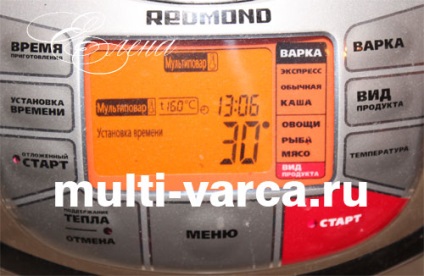 REDMOND
Елена
ВРЕМЯ
ПРИГОТОВЛЕНИЯ
УСТАНОВКА
ВРЕМЕНИ
ОТЛОЖЕННЫЙ
СТАРТ
ПОДДЕРЖАНИЕ
ТЕПЛА
ОТМЕНА
Мультиповар
Мультиповар t 160°C 13:06
Установка времени
30
ВАРКА
ЭКСПРЕСС
ОБЫЧНАЯ
КАША
ОВОЩИ
РЫБА
МЯСО
ВИД
ПРОДУКТА
ВАРКА
ВИД
ПРОДУКТА
ТЕМПЕРАТУРА
multi-varca.ru
МЕНЮ
СТАРТ